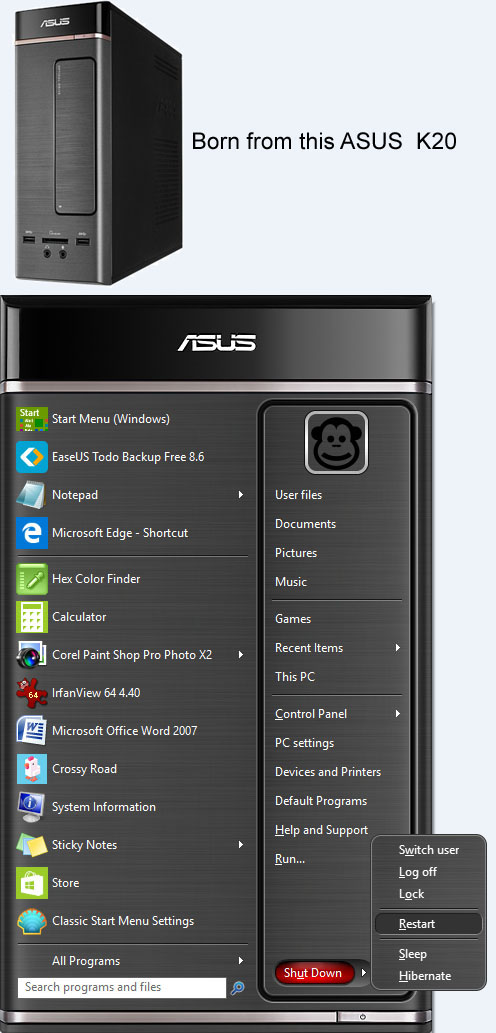 ASUS
Born from this ASUS K20
ASUS
Start
Start Menu (Windows)
EaseUS Todo Backup Free 8.6
Notepad
Microsoft Edge - Shortcut
Hex Color Finder
Calculator
Corel Paint Shop Pro Photo X2
64
IrfanView 64 4.40
Microsoft Office Word 2007
Crossy Road
System Information
Sticky Notes
Store
Classic Start Menu Settings
All Programs
Search programs and files
User files
Documents
Pictures
Music
Games
Recent Items
This PC
Control Panel
PC settings
Devices and Printers
Default Programs
Help and Support
Run...
Shut Down
Switch user
Log off
Lock
Restart
Sleep
Hibernate